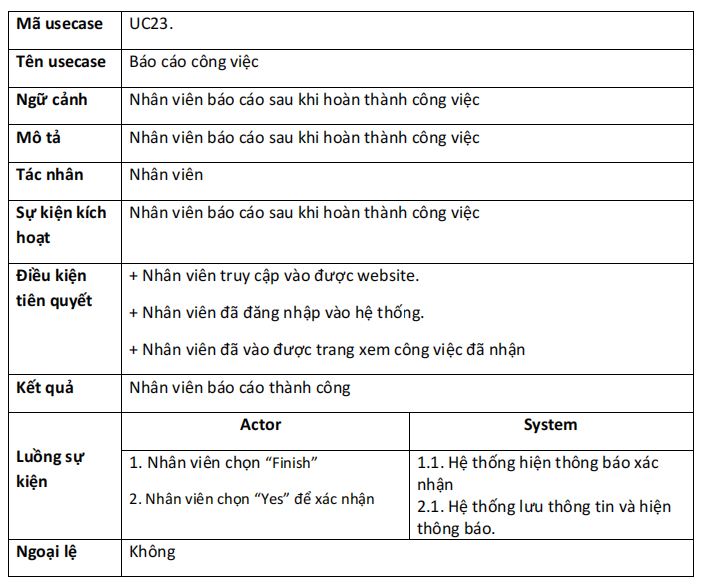 Mã usecase UC23.
Tên usecase Báo cáo công việc
Ngữ cảnh Nhân viên báo cáo sau khi hoàn thành công việc
Mô tả Nhân viên báo cáo sau khi hoàn thành công việc
Tác nhân Nhân viên
Sự kiện kích Nhân viên báo cáo sau khi hoàn thành công việc
hoạt
Điều kiện + Nhân viên truy cập vào được website.
tiên quyết
+ Nhân viên đã đăng nhập vào hệ thống.
+ Nhân viên đã vào được trang xem công việc đã nhận
Kết quả Nhân viên báo cáo thành công
Luồng sự
kiện
Actor System
1. Nhân viên chọn “Finish”
2. Nhân viên chọn “Yes” để xác nhận
1.1. Hệ thống hiện thông báo xác
nhận
2.1. Hệ thống lưu thông tin và hiện
thông báo.
Ngoại lệ Không